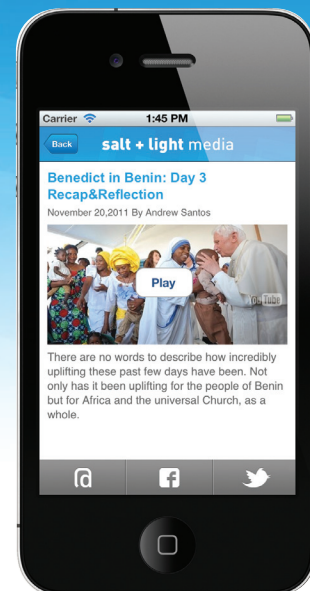 Carrier 1:45 PM
Back salt + light media
Benedict in Benin: Day 3
Recap&Reflection
November 20,2011 By Andrew Santos
Play
You Tube
There are no words to describe how incredibly
uplifting these past few days have been. Not
only has it been uplifting for the people of Benin
but for Africa and the universal Church, as a
whole.